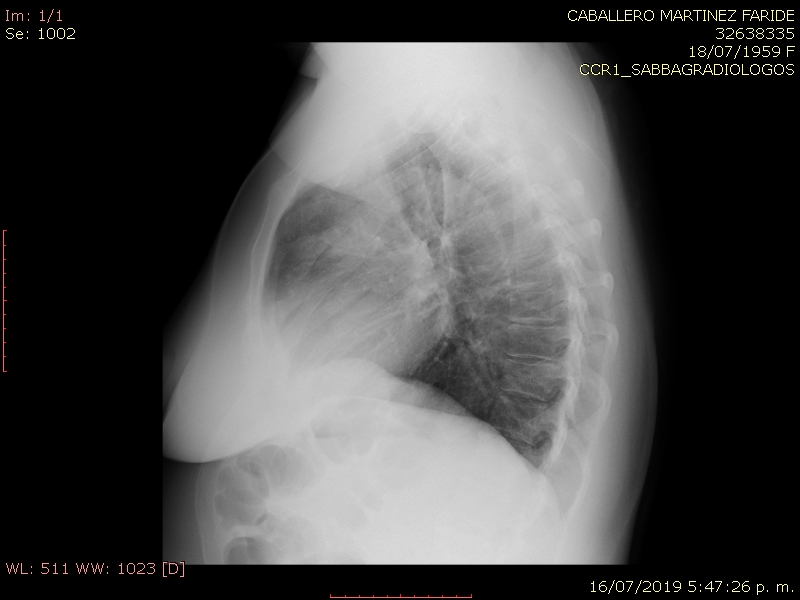 Im: 1/1
Se: 1002
CABALLERO MARTINEZ FARIDE
32638335
18/07/1959 F
CCR1_SABBAGRADIOLOGOS
WL: 511 WW: 1023 [D]
16/07/2019 5:47:26 p. m.